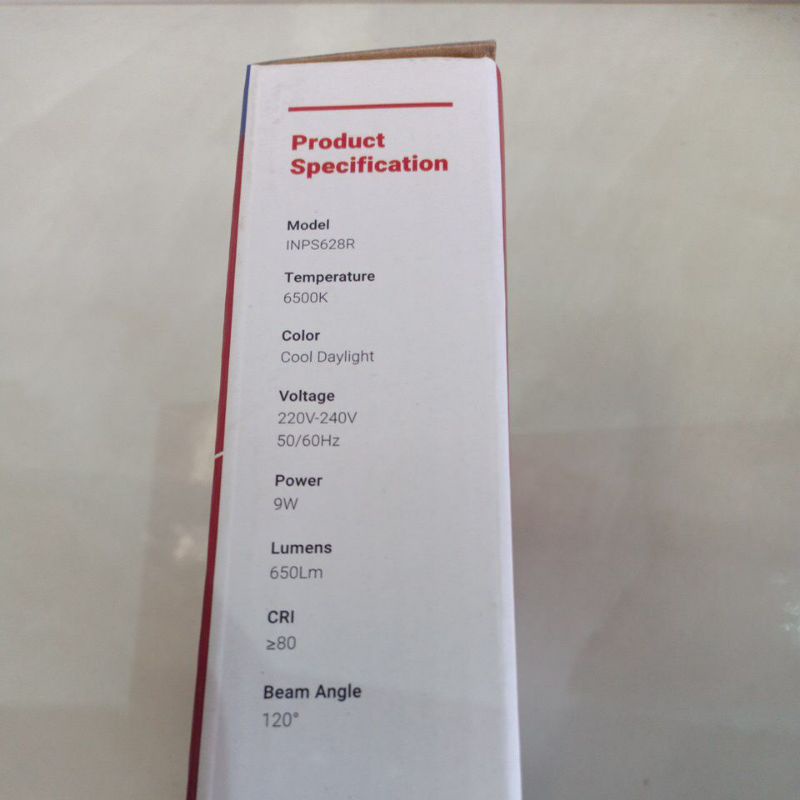 Product
Specification
Model
INPS628R
Temperature
6500K
Color
Cool Daylight
Voltage
220V-240V
50/60Hz
Power
9W
Lumens
650Lm
CRI
≥80
Beam Angle
120°